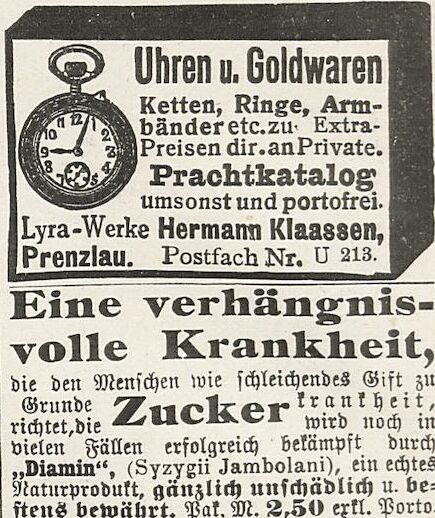 Uhren u. Goldwaren
Ketten, Ringe, Arm-
bänder etc. zu Extra-
Preisen dir. an Private.
Prachtkatalog
umsonst und portofrei.
Lyra-Werke Hermann Klaassen,
Prenzlau. Postfach Nr. U 213.
Eine verhängnis-
volle Krankheit,
die den Menschen wie schleichendes Gift zu
Grunde richtet, die Zuckerkrankheit,
wird noch in
vielen Fällen erfolgreich bekämpft durch
„Diamin“, (Syzygii Jambolani), ein echtes
Naturprodukt, gänzlich unschädlich u. be-
stens bewährt. Pak. M. 2,50 exkl. Porto.